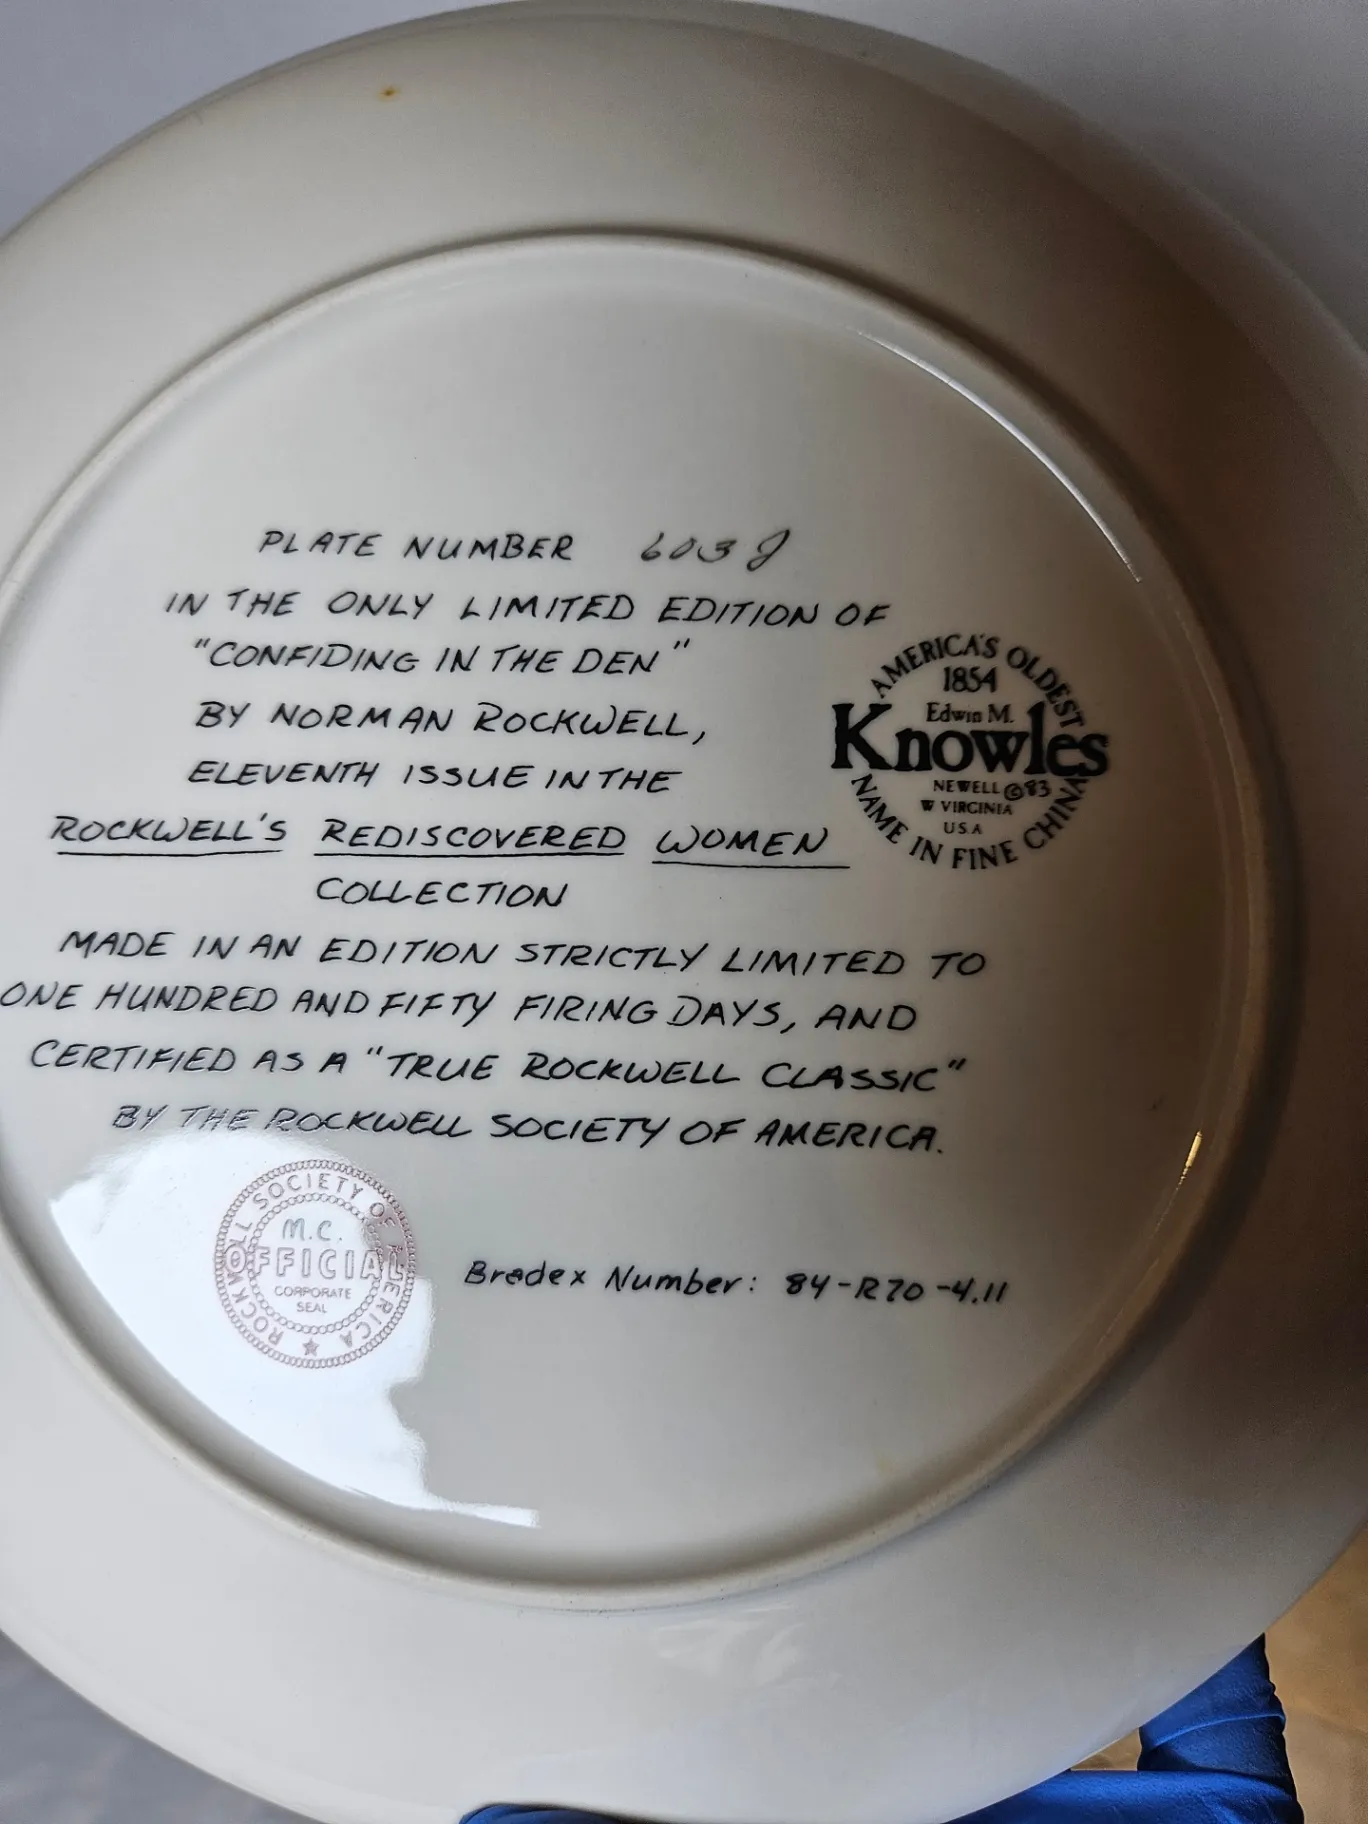 PLATE NUMBER 603J
IN THE ONLY LIMITED EDITION OF
"CONFIDING IN THE DEN"
BY NORMAN ROCKWELL,
ELEVENTH ISSUE IN THE
ROCKWELL'S REDISCOVERED WOMEN
COLLECTION
MADE IN AN EDITION STRICTLY LIMITED TO
ONE HUNDRED AND FIFTY FIRING DAYS, AND
CERTIFIED AS A "TRUE ROCKWELL CLASSIC"
BY THE ROCKWELL SOCIETY OF AMERICA.
AMERICA'S OLDEST
1854
Edwin M.
Knowles
NEWELL ©83
W VIRGINIA
USA
NAME IN FINE CHINA
ROCKWELL SOCIETY OF AMERICA
M.C.
OFFICIAL
CORPORATE
SEAL
Bradex Number: 84-R70-4.11